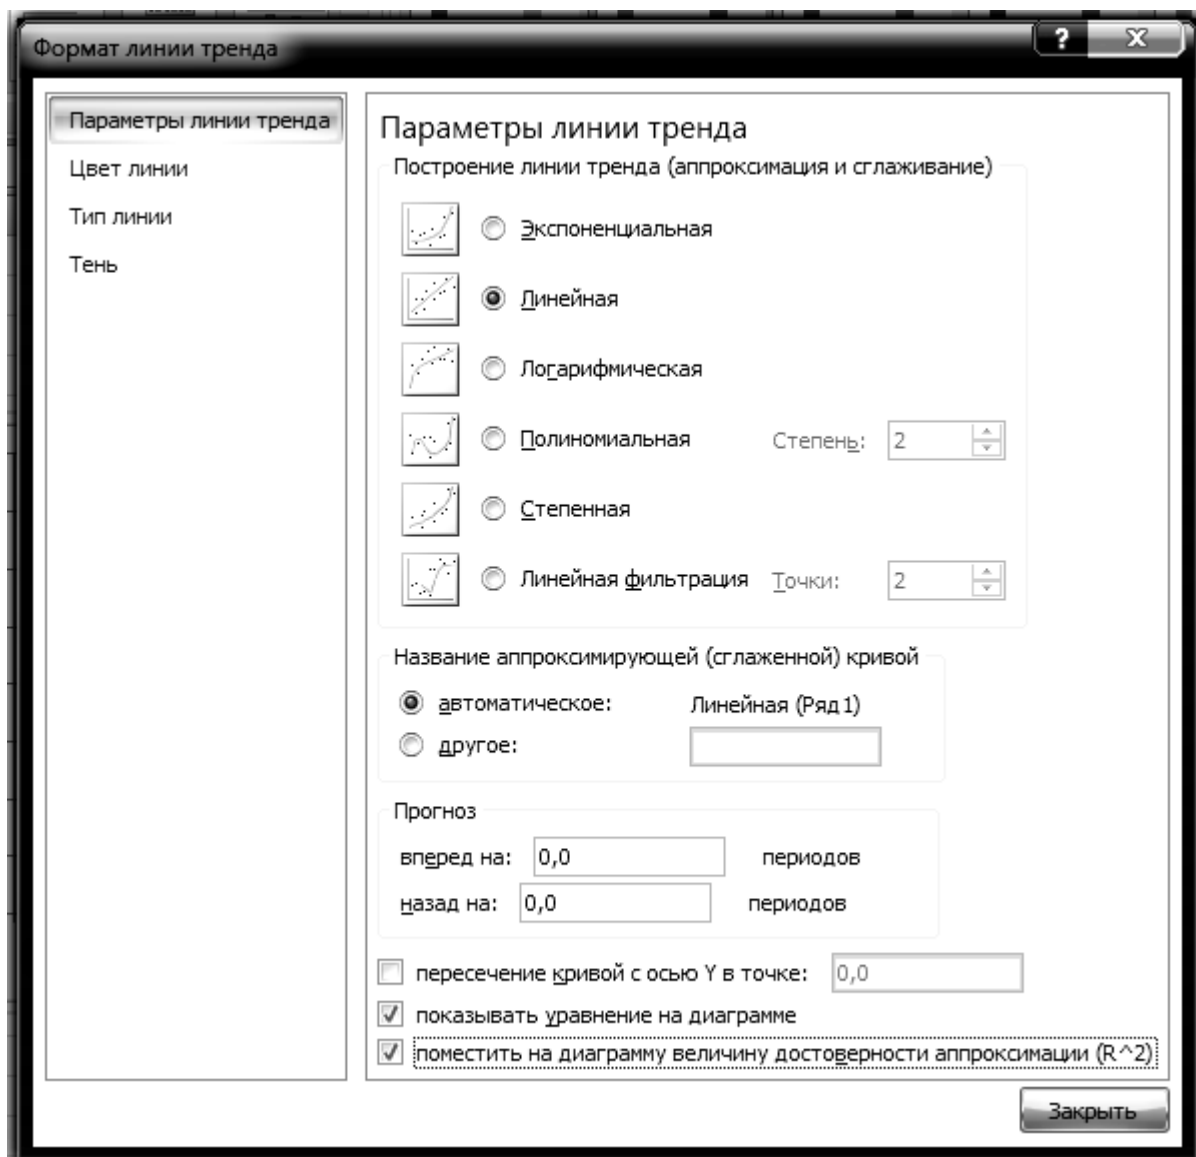 Формат линии тренда
?
X
Параметры линии тренда
Цвет линии
Тип линии
Тень
Параметры линии тренда
Построение линии тренда (аппроксимация и сглаживание)
Экспоненциальная
Линейная
Логарифмическая
Полиномиальная Степень: 2
Степенная
Линейная фильтрация Точки: 2
Название аппроксимирующей (сглаженной) кривой
автоматическое: Линейная (Ряд1)
другое:
Прогноз
вперед на: 0,0 периодов
назад на: 0,0 периодов
пересечение кривой с осью Y в точке: 0,0
показывать уравнение на диаграмме
поместить на диаграмму величину достоверности аппроксимации (R^2)
Закрыть